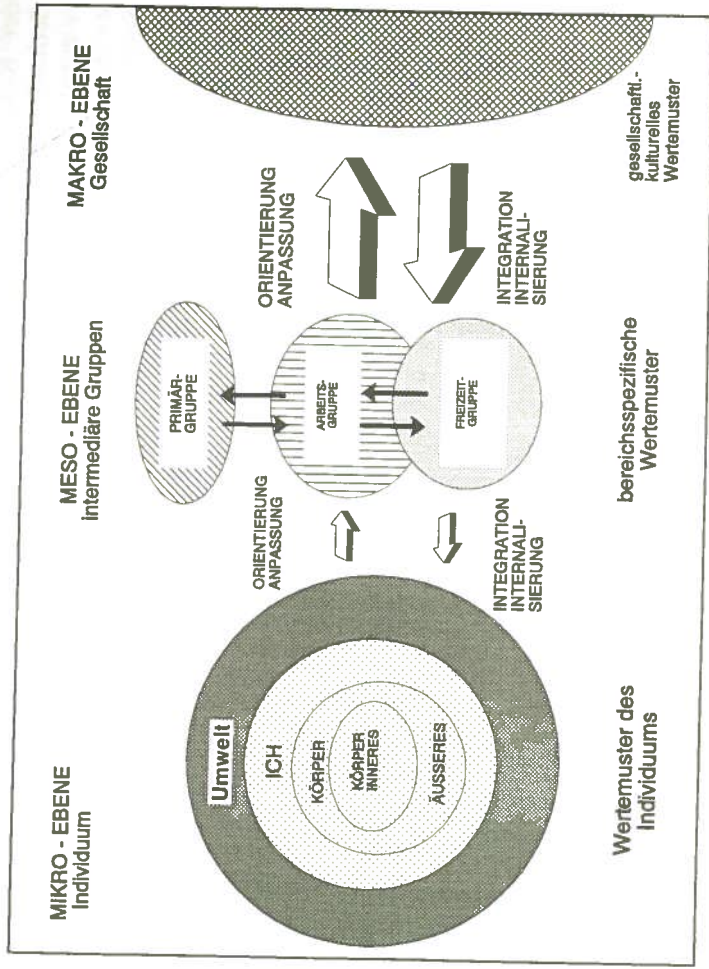 MIKRO - EBENE
Individuum
MESO - EBENE
intermediäre Gruppen
MAKRO - EBENE
Gesellschaft
Umwelt
ICH
KÖRPER
KÖRPER
INNERES
ÄUSSERES
ORIENTIERUNG
ANPASSUNG
INTEGRATION
INTERNALI-
SIERUNG
PRIMÄR-
GRUPPE
ARBEITS-
GRUPPE
FREIZEIT-
GRUPPE
ORIENTIERUNG
ANPASSUNG
INTEGRATION
INTERNALI-
SIERUNG
Wertemuster des
Individuums
bereichsspezifische
Wertemuster
gesellschaftl.-
kulturelles
Wertemuster